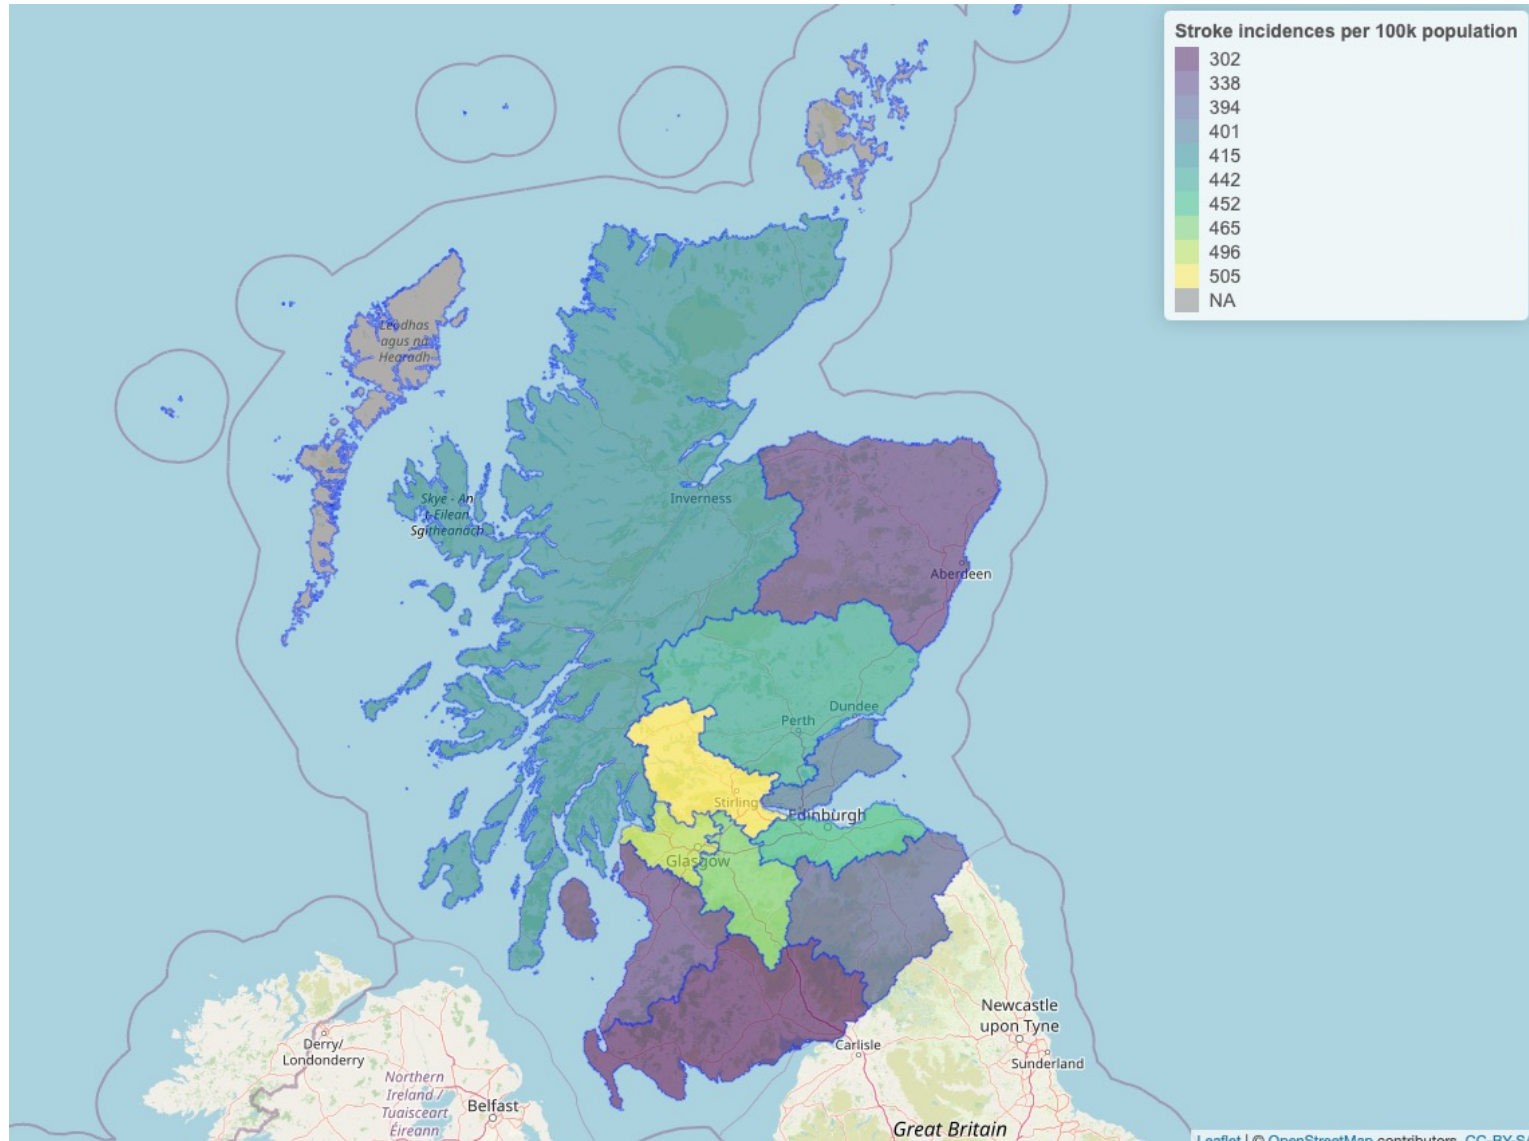 Stroke incidences per 100k population
302
338
394
401
415
442
452
465
496
505
NA
Leòdhas
agus na
Hearadh
Skye - An
t-Eilean
Sgitheanach
Inverness
Aberdeen
Dundee
Perth
Stirling
Edinburgh
Glasgow
Newcastle
upon Tyne
Derry/
Londonderry
Carlisle
Sunderland
Northern
Ireland /
Tuaisceart
Éireann
Belfast
Great Britain
Leaflet | © OpenStreetMap contributors, CC-BY-S